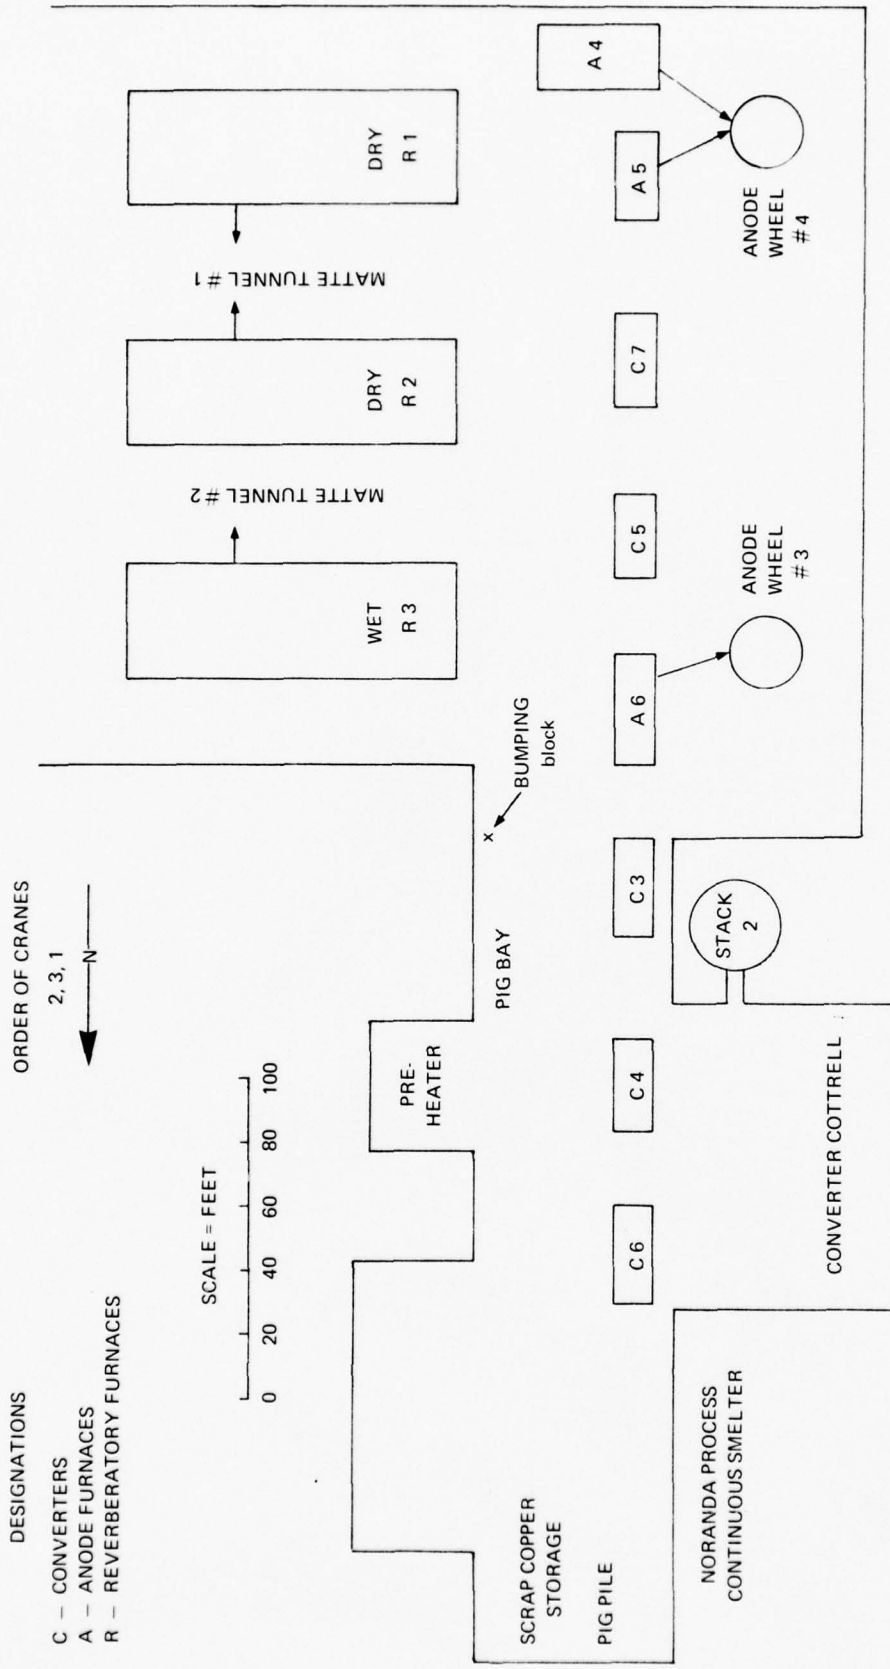 DESIGNATIONS
C – CONVERTERS
A – ANODE FURNACES
R – REVERBERATORY FURNACES
ORDER OF CRANES
2, 3, 1
N
SCALE = FEET
0 20 40 60 80 100
PRE-
HEATER
PIG BAY
BUMPING
block
x
WET
R 3
MATTE TUNNEL #2
DRY
R 2
MATTE TUNNEL #1
DRY
R 1
SCRAP COPPER
STORAGE
PIG PILE
C 6
C 4
C 3
A 6
C 5
C 7
A 5
A 4
STACK
2
ANODE
WHEEL
#3
ANODE
WHEEL
#4
NORANDA PROCESS
CONTINUOUS SMELTER
CONVERTER COTTRELL